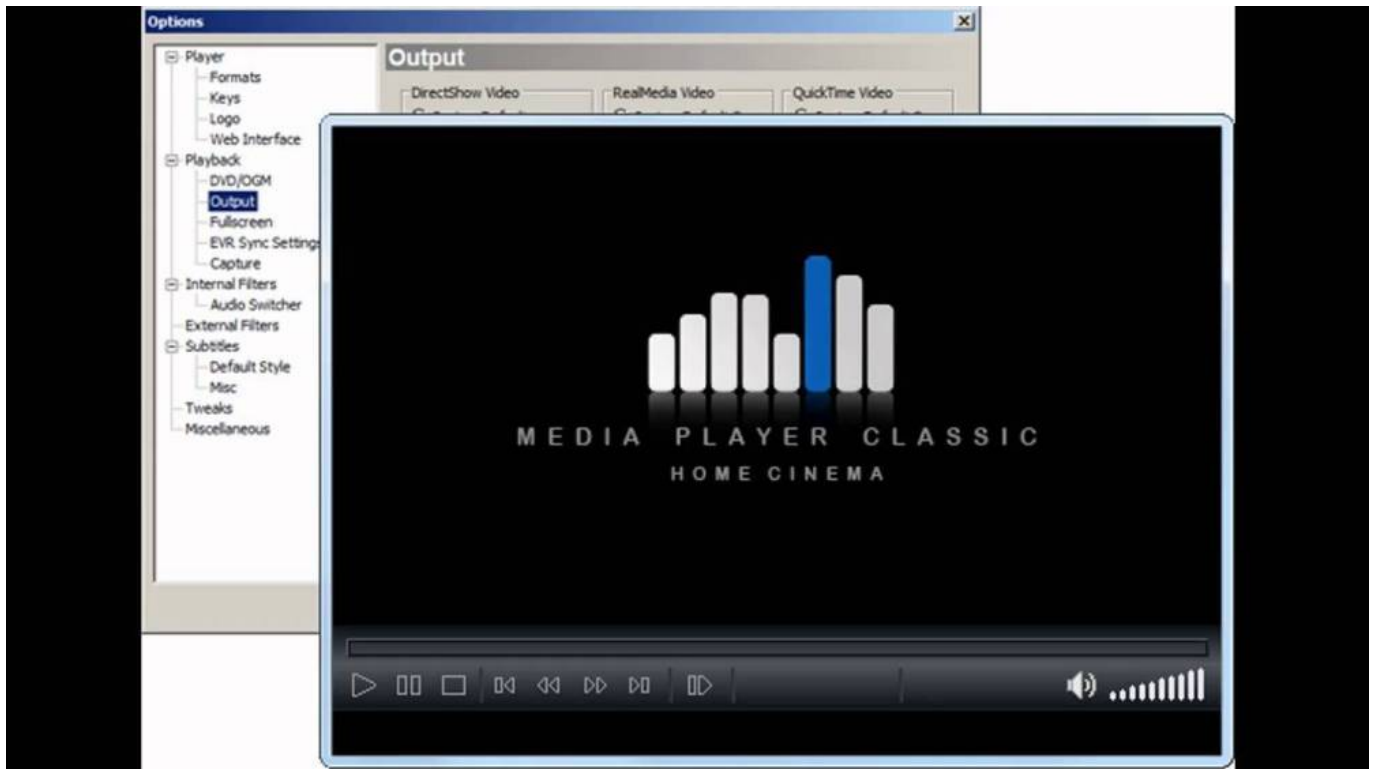 Options
Player
Formats
Keys
Logo
Web Interface
Playback
DVD/OGM
Output
Fullscreen
EVR Sync Settings
Capture
Internal Filters
Audio Switcher
External Filters
Subtitles
Default Style
Misc
Tweaks
Miscellaneous
Output
DirectShow Video
RealMedia Video
QuickTime Video
MEDIA PLAYER CLASSIC
HOME CINEMA